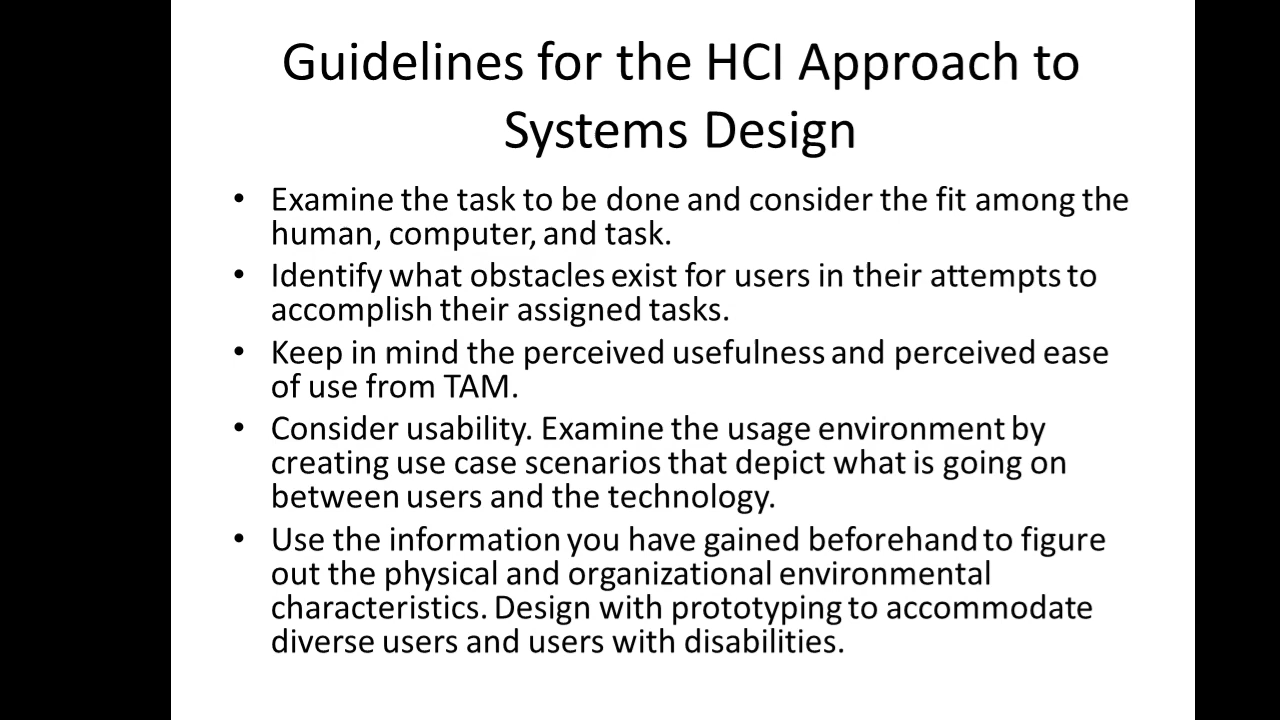 Guidelines for the HCI Approach to
Systems Design
• Examine the task to be done and consider the fit among the
human, computer, and task.
• Identify what obstacles exist for users in their attempts to
accomplish their assigned tasks.
• Keep in mind the perceived usefulness and perceived ease
of use from TAM.
• Consider usability. Examine the usage environment by
creating use case scenarios that depict what is going on
between users and the technology.
• Use the information you have gained beforehand to figure
out the physical and organizational environmental
characteristics. Design with prototyping to accommodate
diverse users and users with disabilities.